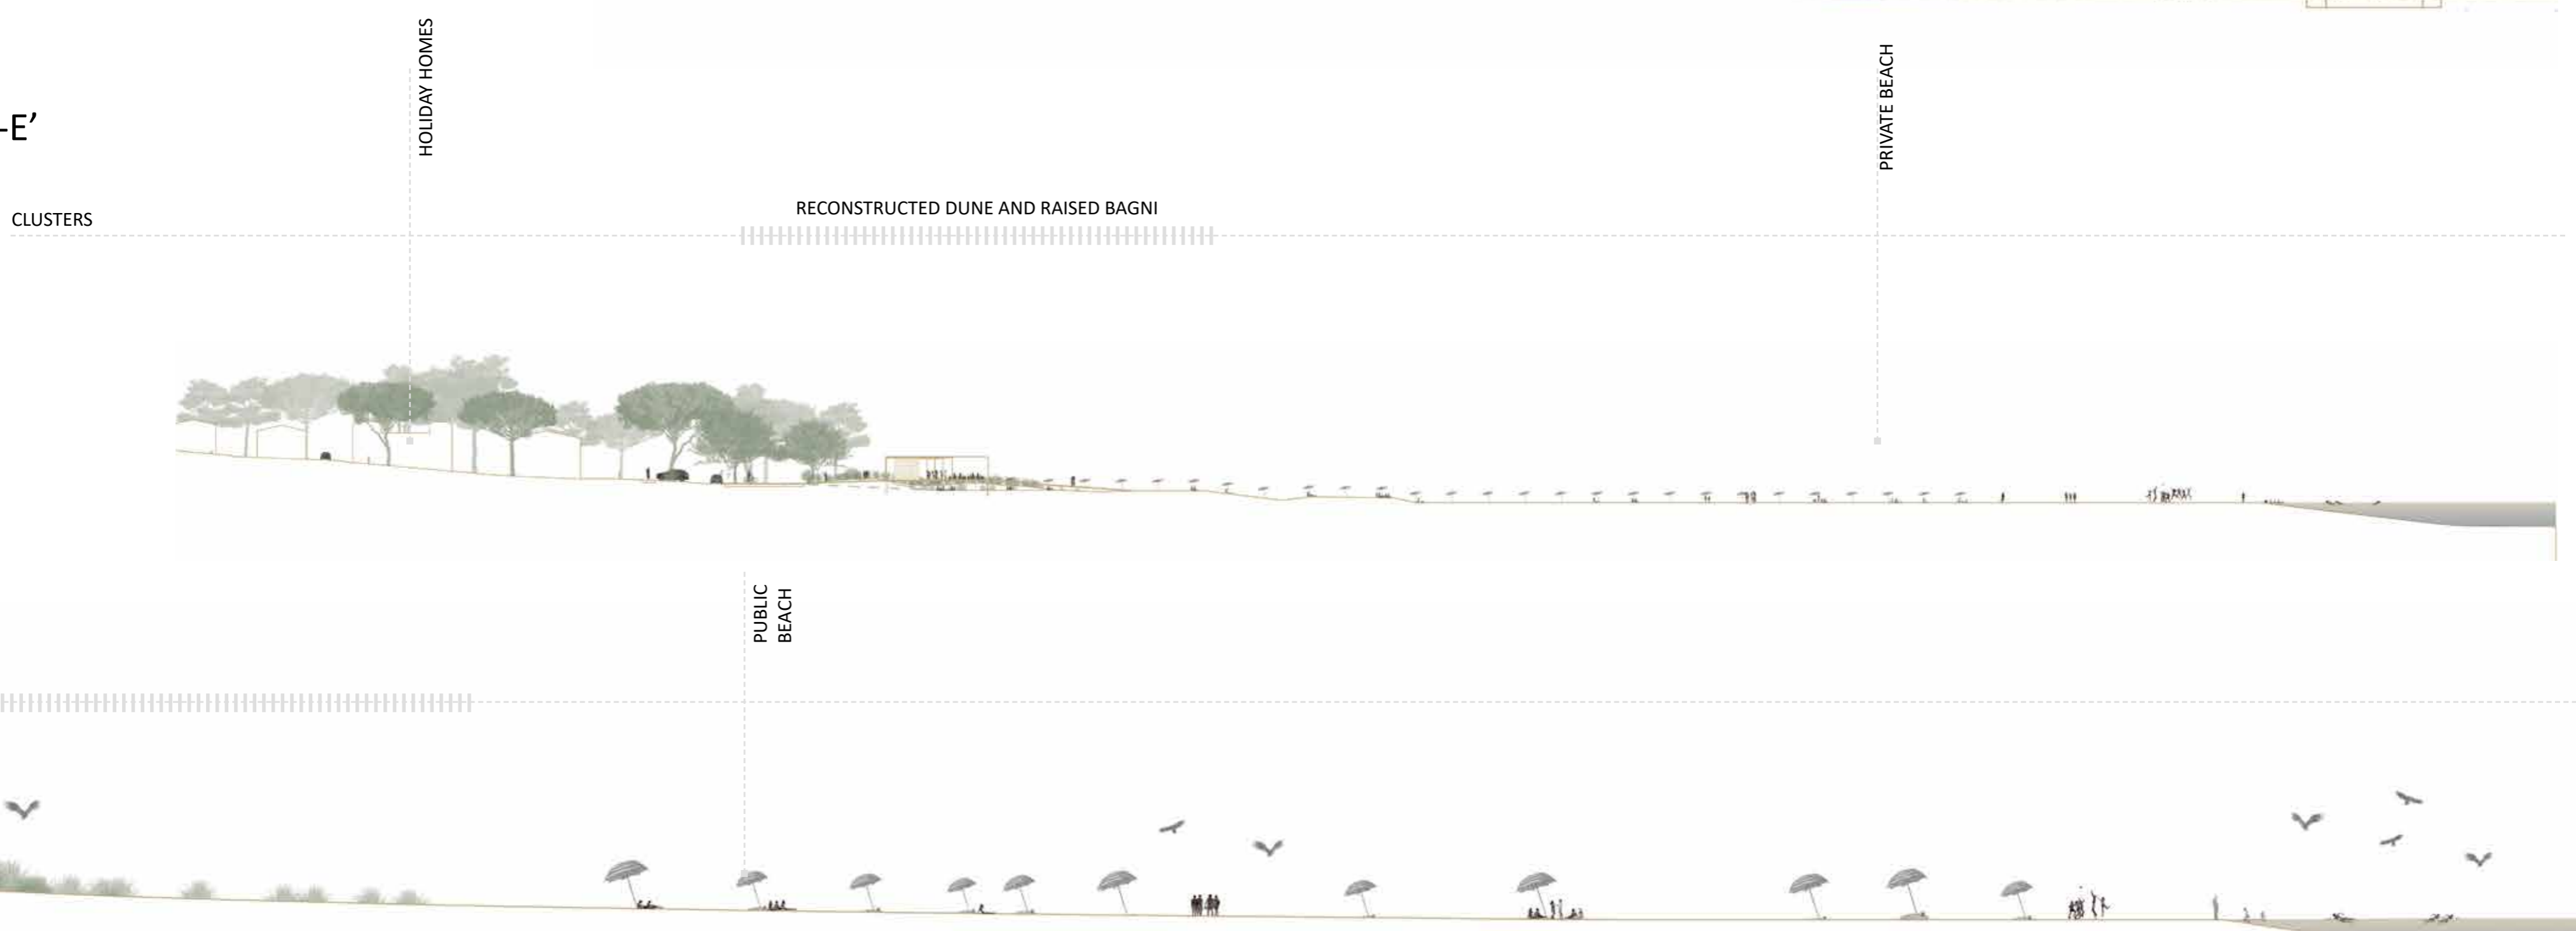 HOLIDAY HOMES
PRIVATE BEACH
-E’
RECONSTRUCTED DUNE AND RAISED BAGNI
CLUSTERS
PUBLIC
BEACH